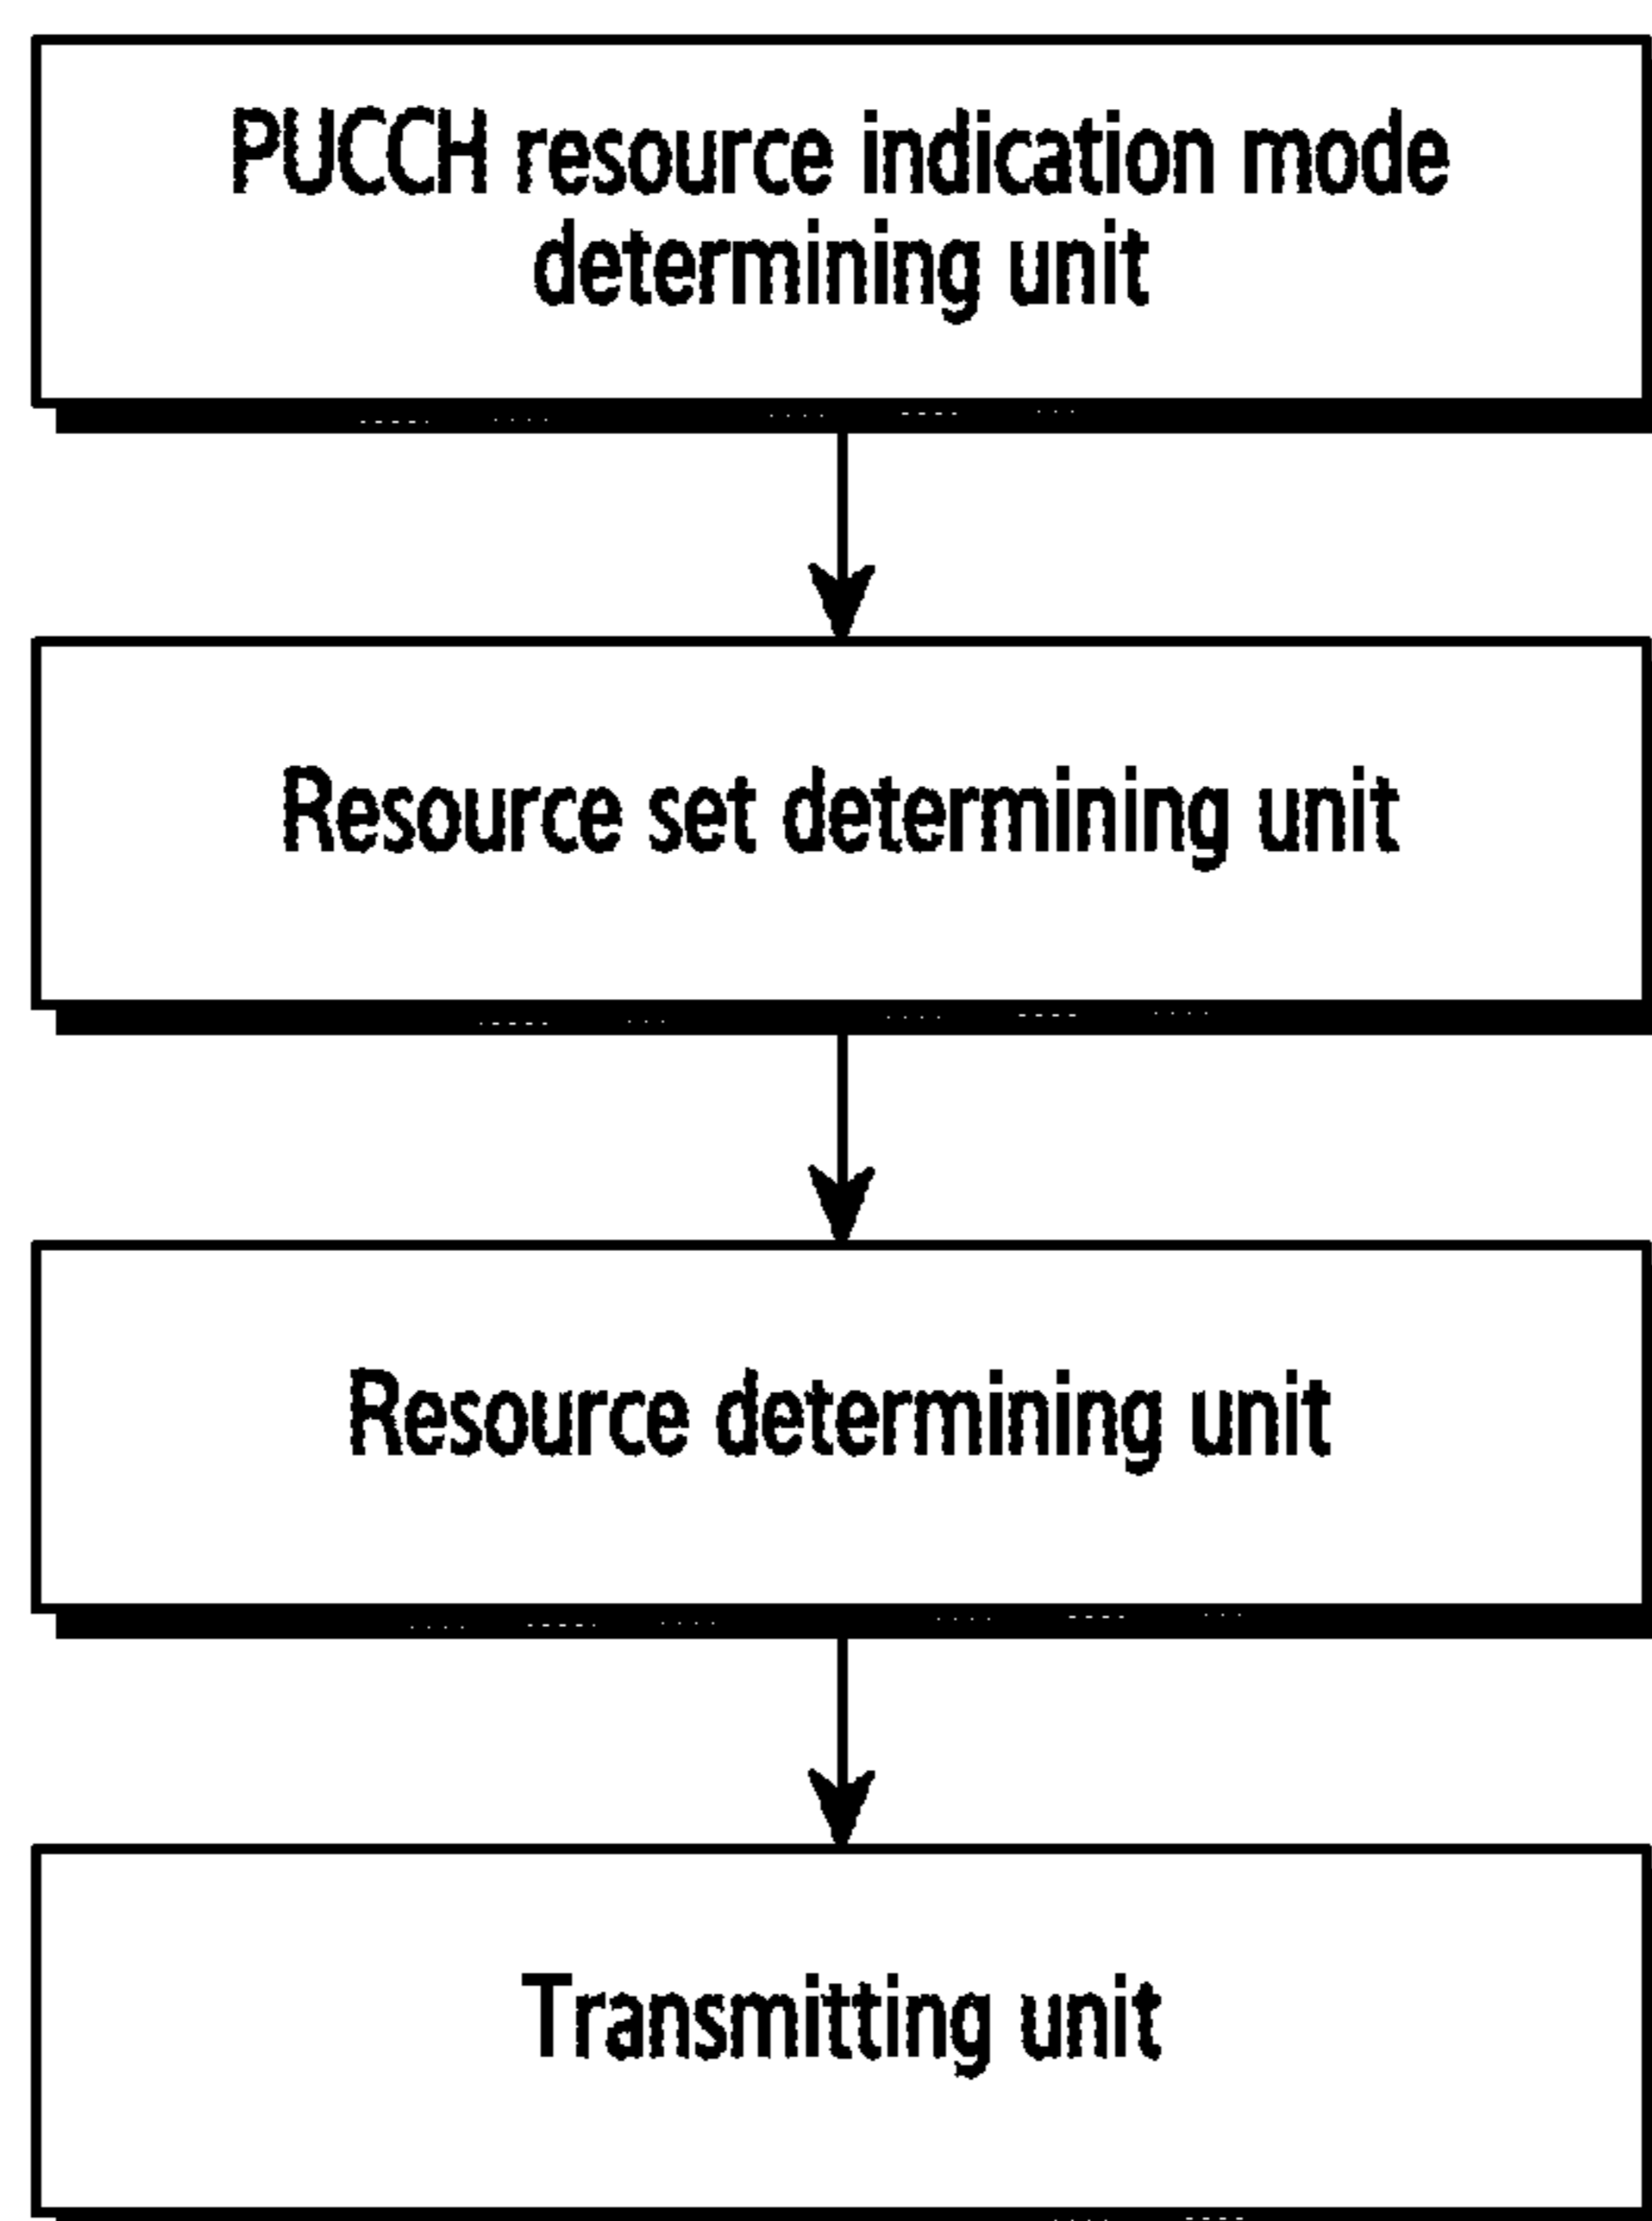 PUCCH resource indication mode
determining unit
Resource set determining unit
Resource determining unit
Transmitting unit